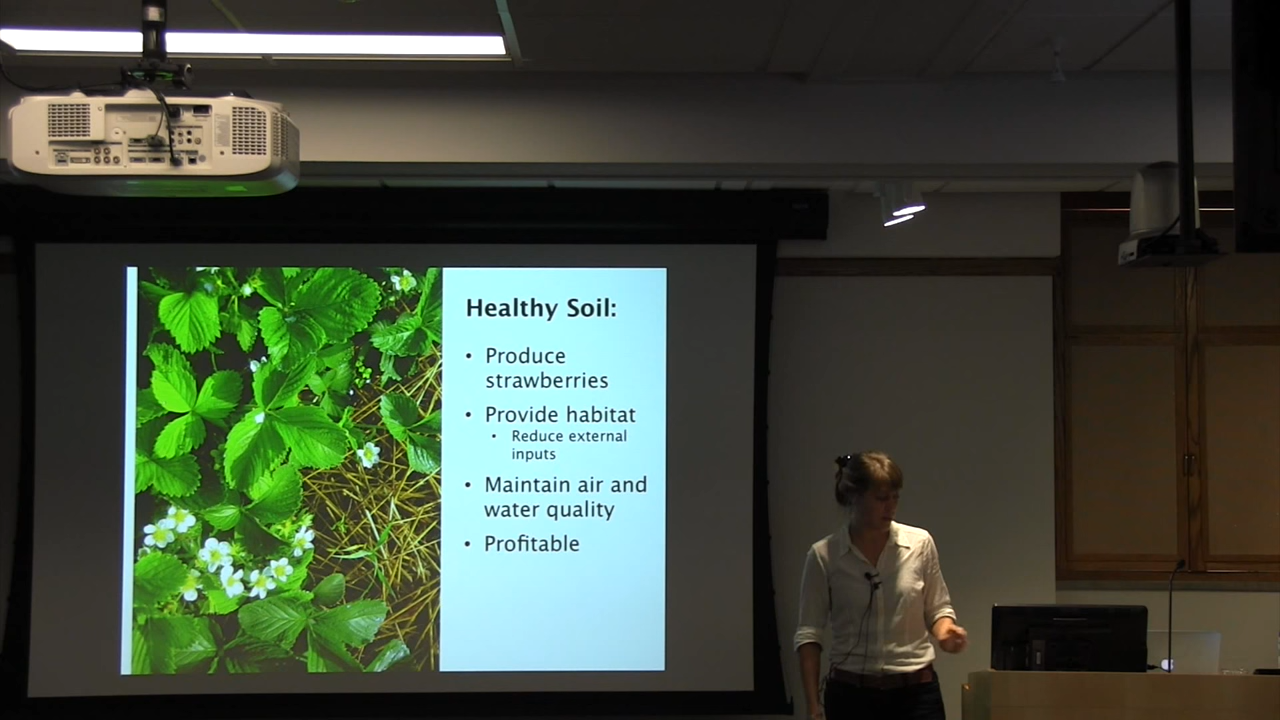 Healthy Soil:
• Produce
strawberries
• Provide habitat
• Reduce external
inputs
• Maintain air and
water quality
• Profitable